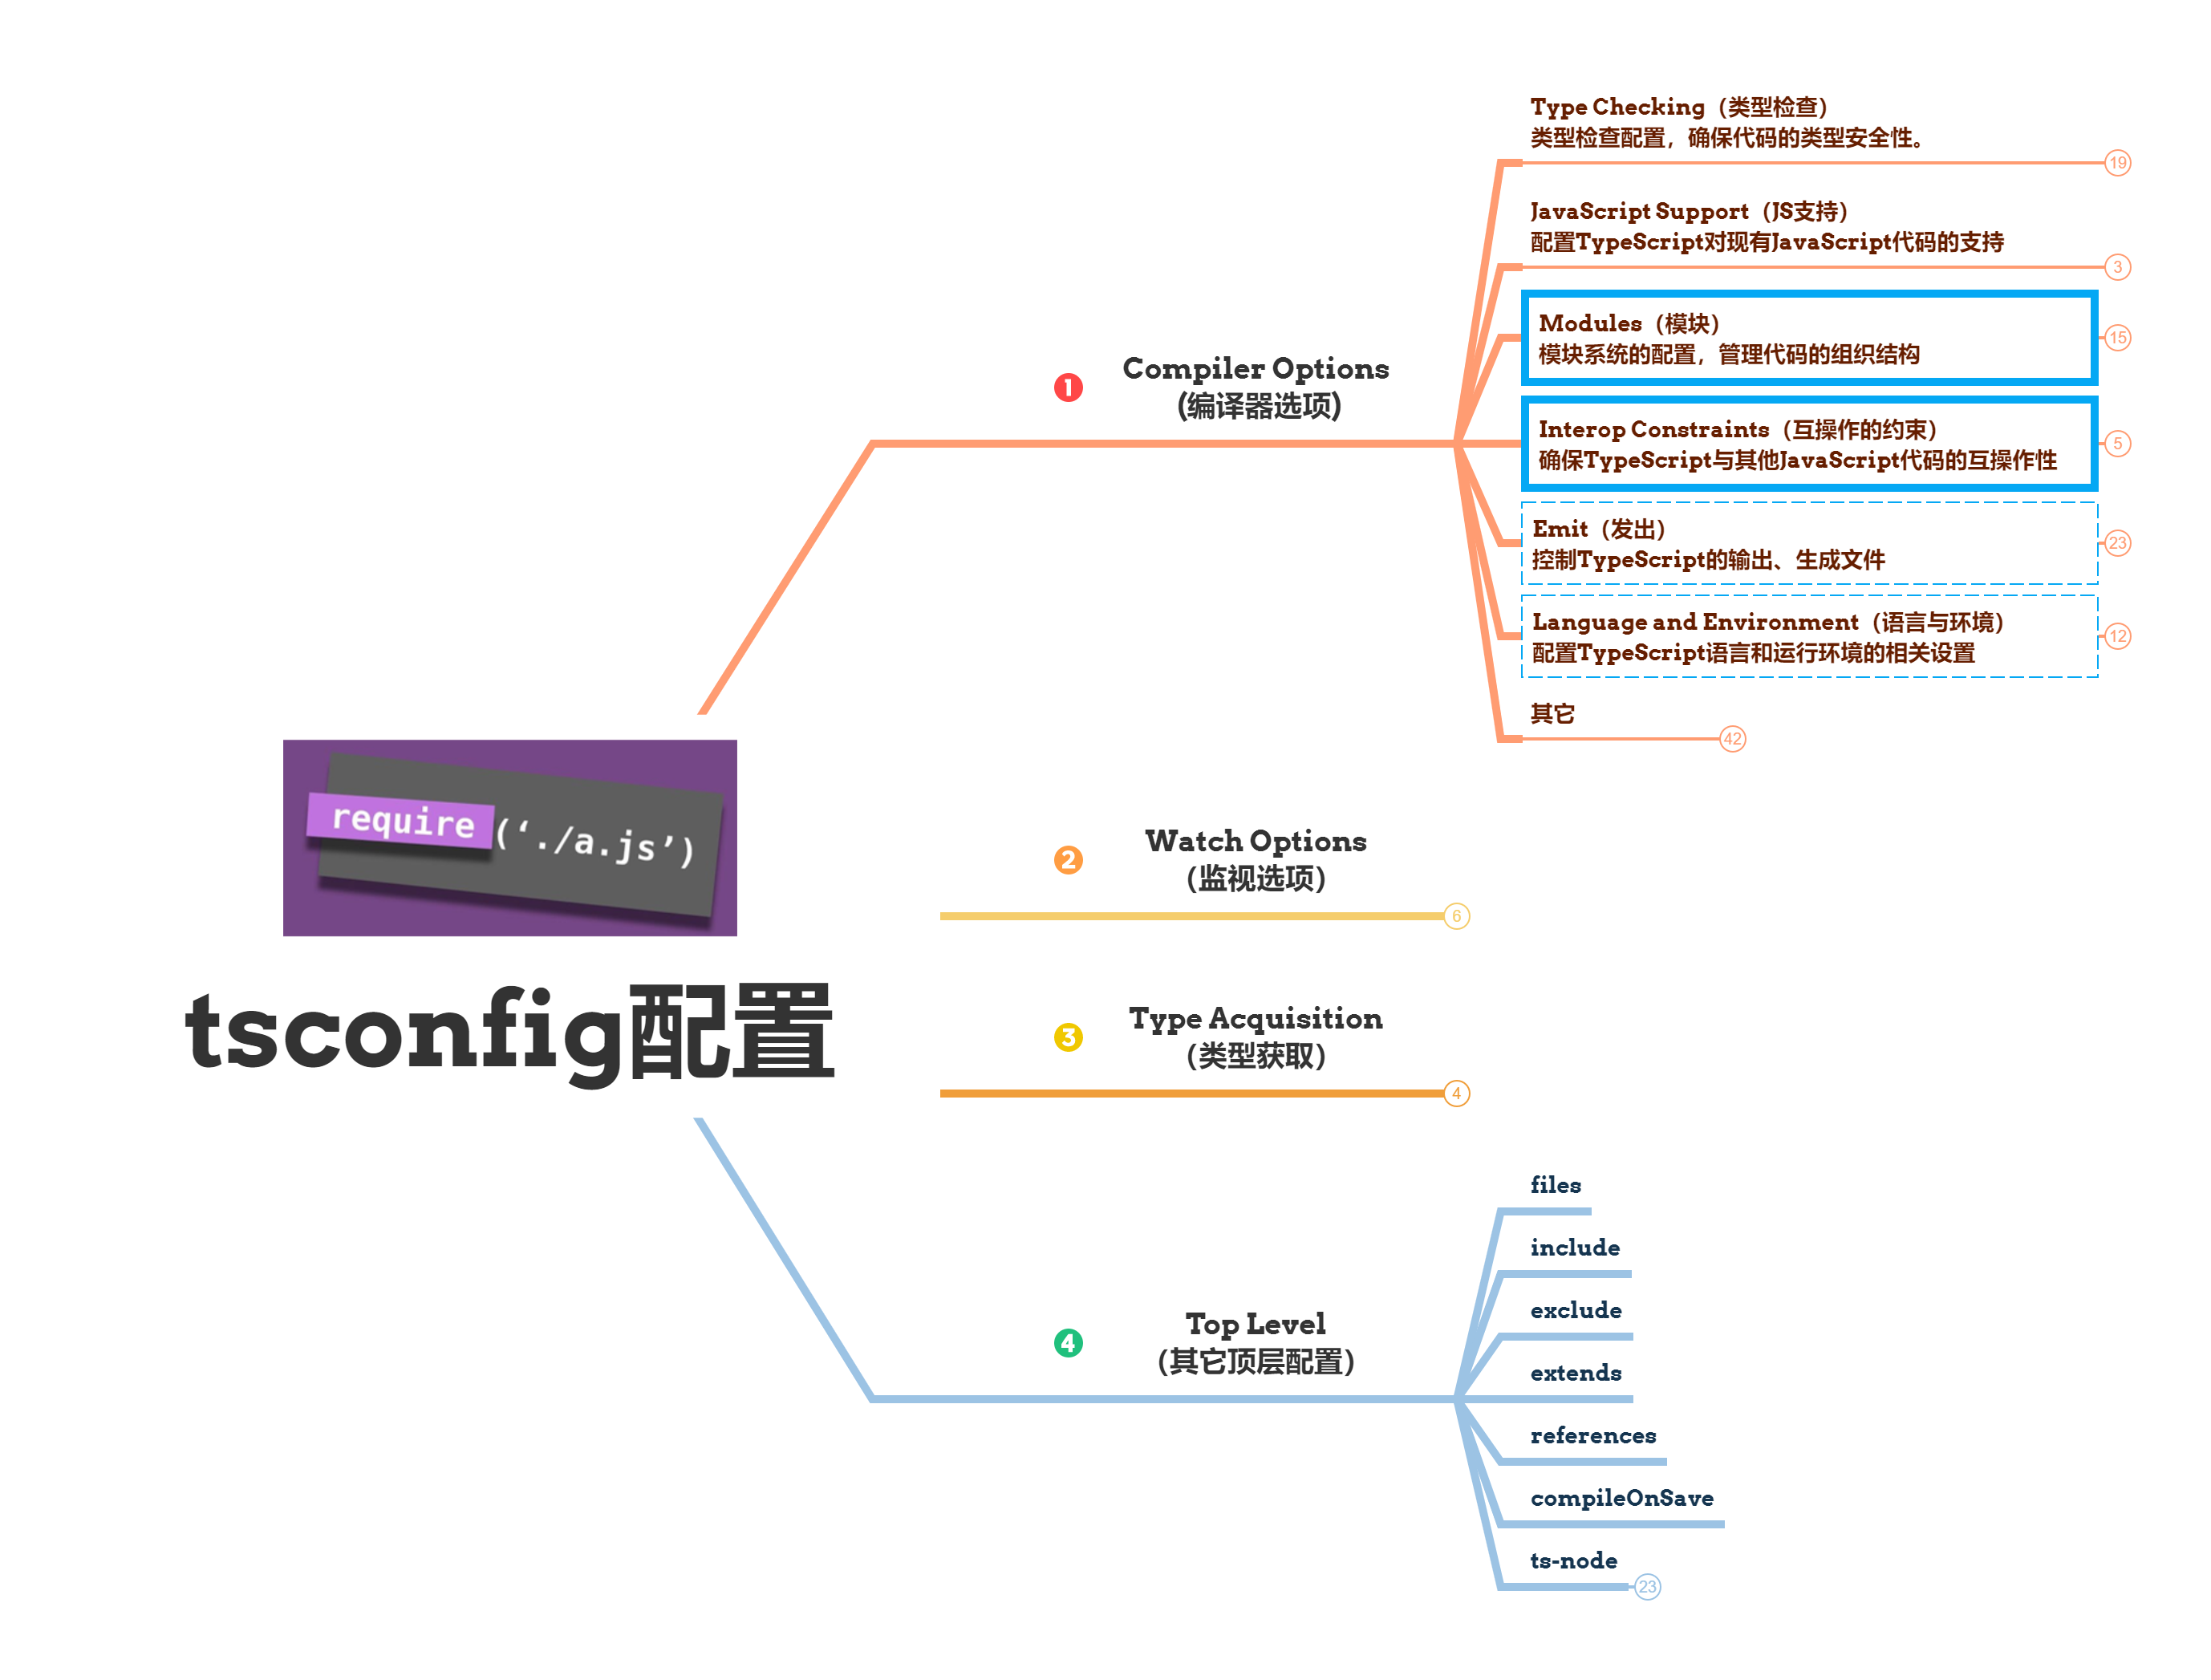 require(‘./a.js’)
tsconfig配置
1
Compiler Options
(编译器选项)
Type Checking（类型检查）
类型检查配置，确保代码的类型安全性。
19
JavaScript Support（JS支持）
配置TypeScript对现有JavaScript代码的支持
3
Modules（模块）
模块系统的配置，管理代码的组织结构
15
Interop Constraints（互操作的约束）
确保TypeScript与其他JavaScript代码的互操作性
5
Emit（发出）
控制TypeScript的输出、生成文件
23
Language and Environment（语言与环境）
配置TypeScript语言和运行环境的相关设置
12
其它
42
2
Watch Options
（监视选项）
6
3
Type Acquisition
（类型获取）
4
4
Top Level
（其它顶层配置）
files
include
exclude
extends
references
compileOnSave
ts-node
23